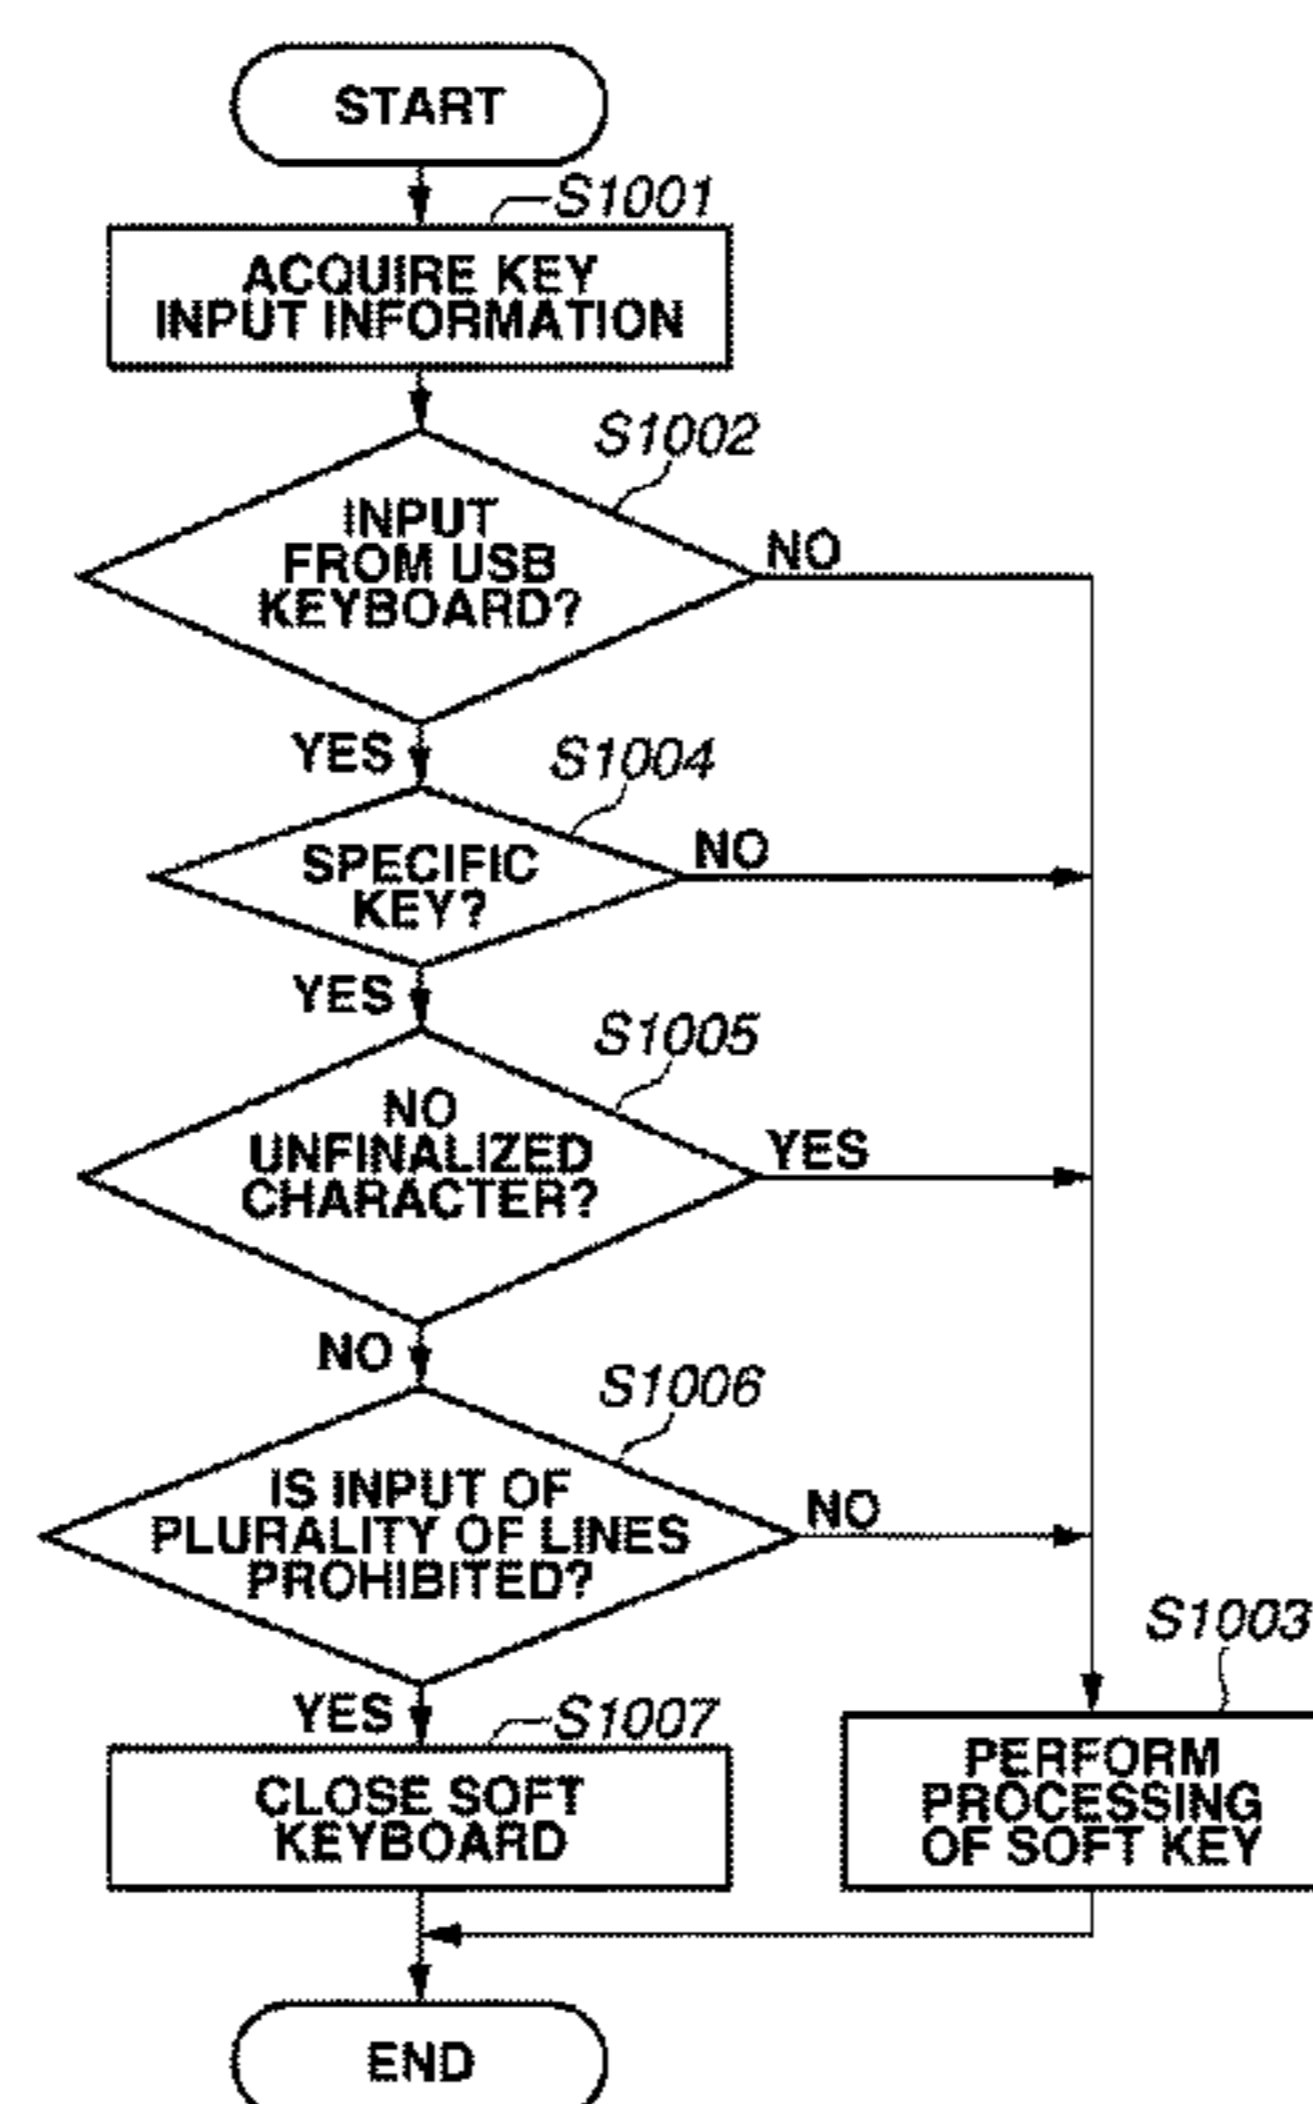 START
S1001
ACQUIRE KEY
INPUT INFORMATION
S1002
INPUT
FROM USB
KEYBOARD?
NO
YES
S1004
SPECIFIC
KEY?
NO
YES
S1005
NO
UNFINALIZED
CHARACTER?
YES
NO
S1006
IS INPUT OF
PLURALITY OF LINES
PROHIBITED?
NO
YES
S1007
CLOSE SOFT
KEYBOARD
S1003
PERFORM
PROCESSING
OF SOFT KEY
END